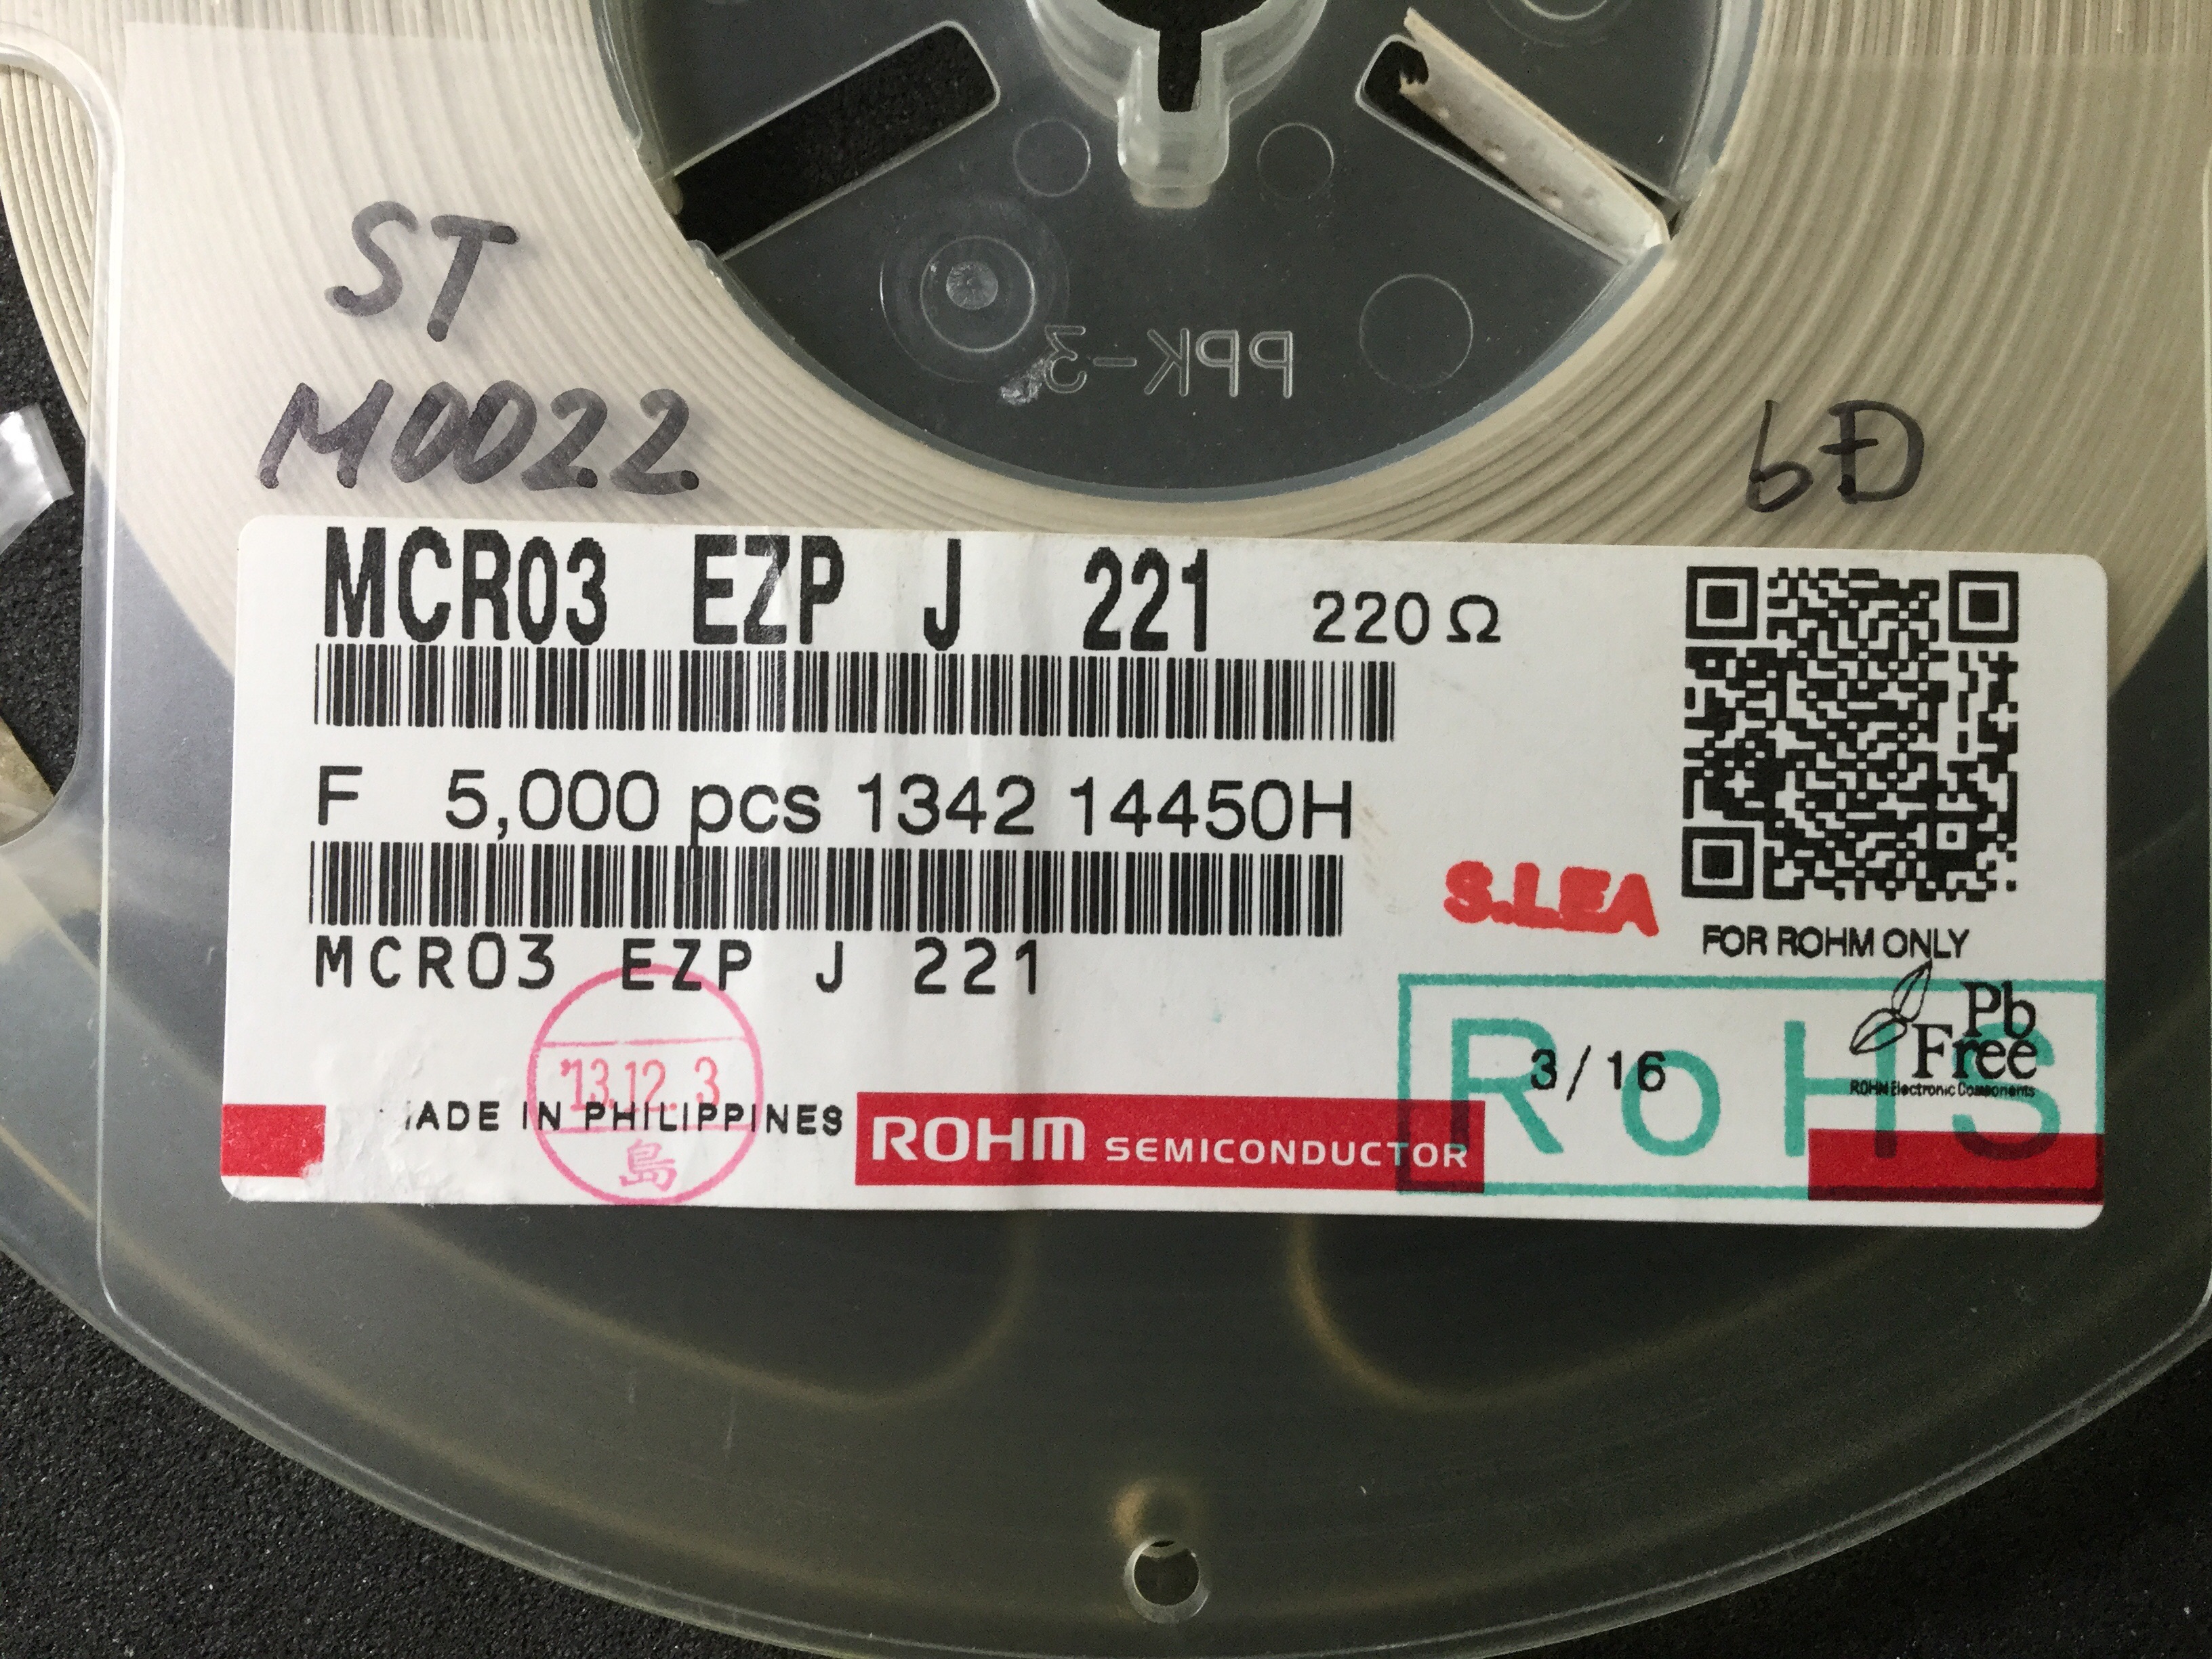 ST
M0022
PPK-3
6D
MCR03 EZP J 221 220Ω
F 5,000 pcs 1342 14450H
S.LEA
FOR ROHM ONLY
MCR03 EZP J 221
Pb
Free
ROHM Electronic Components
RoHS
3/16
'13.12.3
島
MADE IN PHILIPPINES
ROHM SEMICONDUCTOR